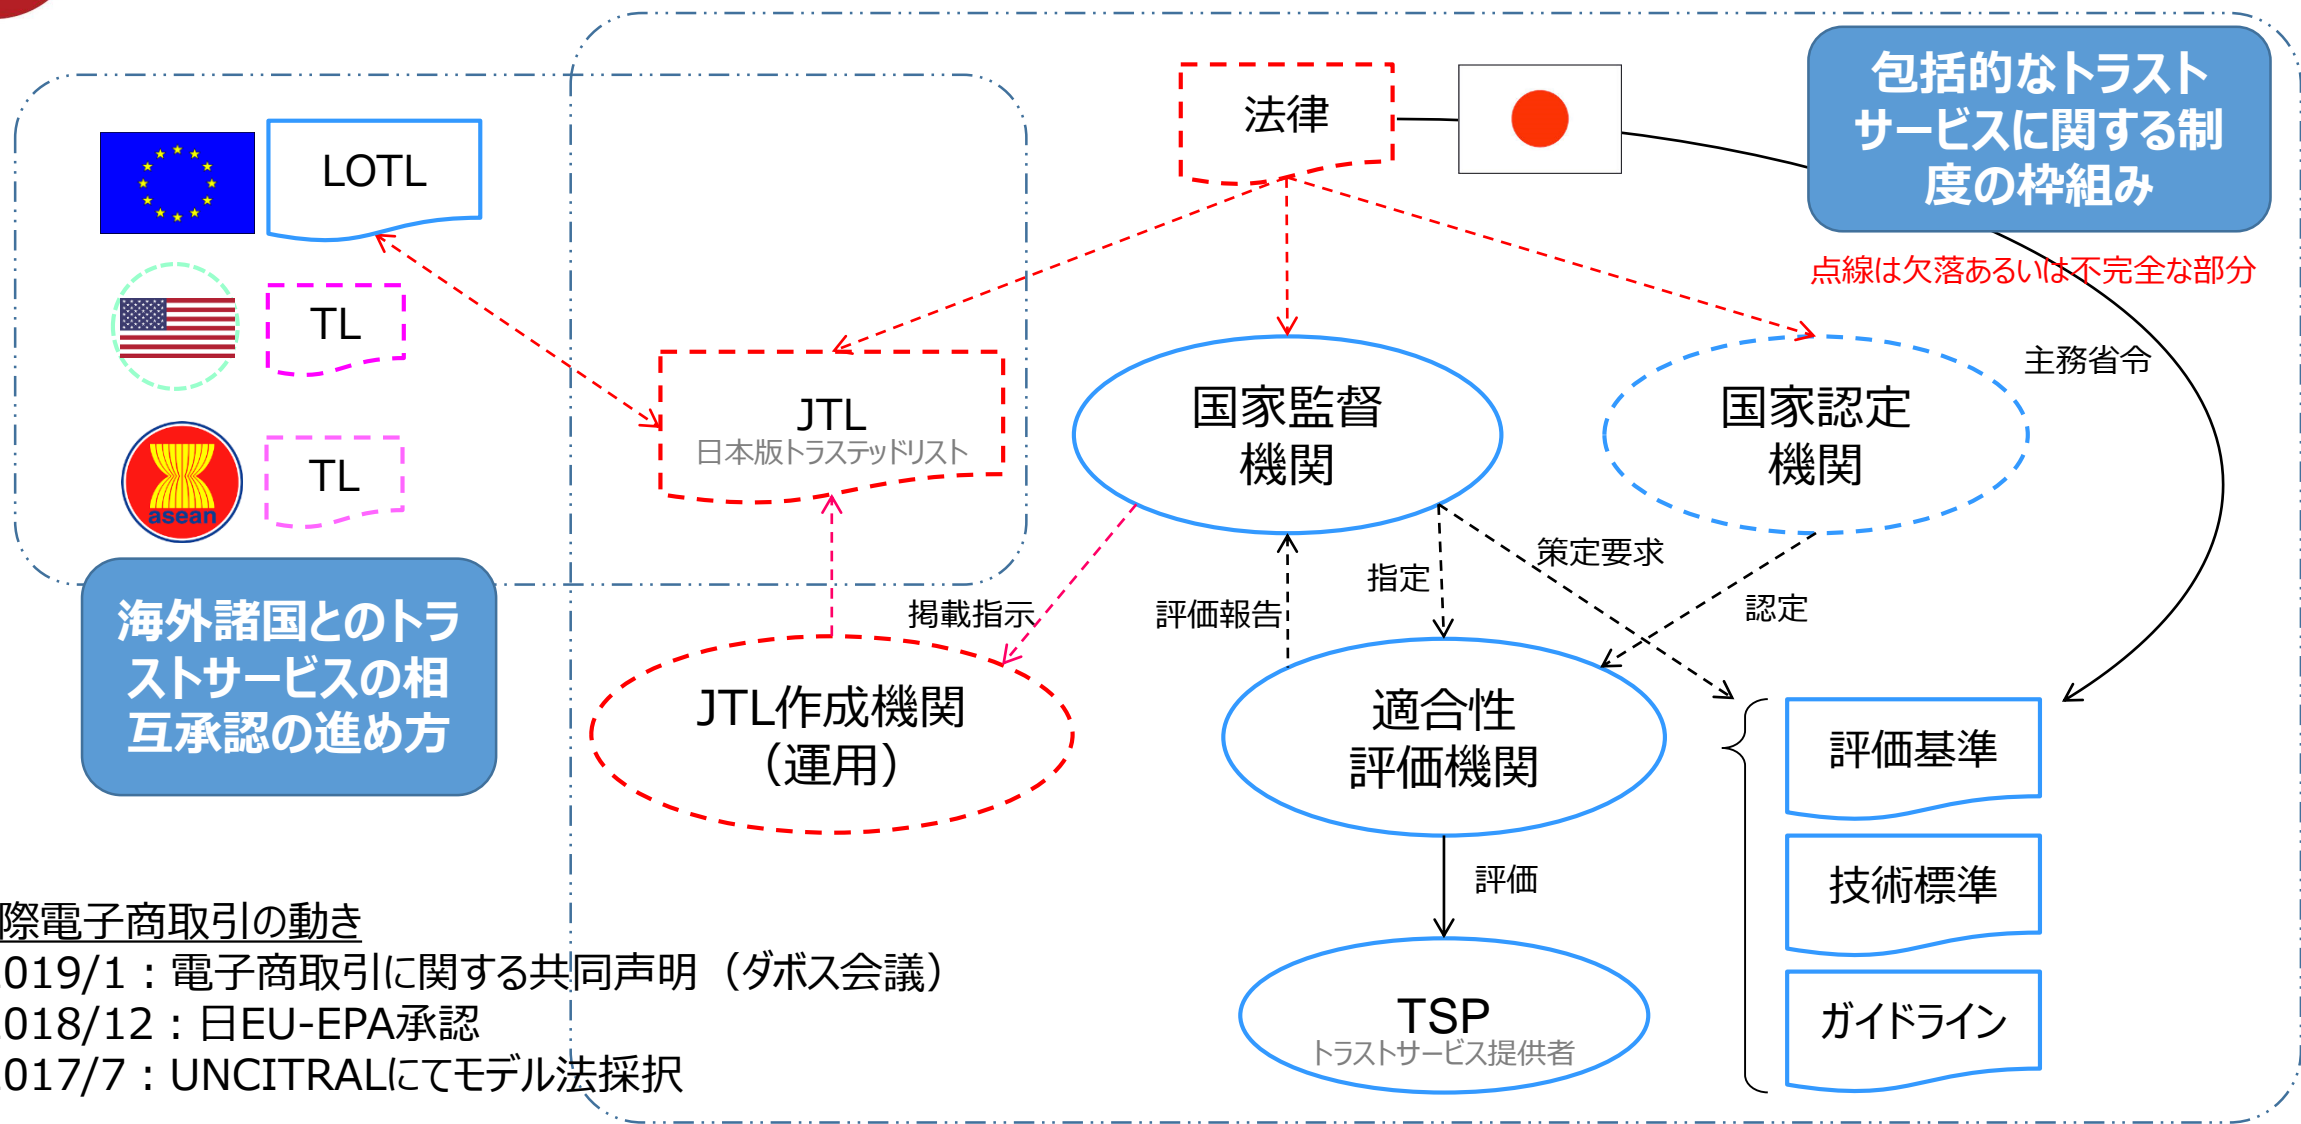 包括的なトラスト
サービスに関する制
度の枠組み
点線は欠落あるいは不完全な部分
法律
LOTL
TL
TL
asean
JTL
日本版トラステッドリスト
国家監督
機関
国家認定
機関
主務省令
掲載指示
評価報告
指定
策定要求
認定
海外諸国とのトラ
ストサービスの相
互承認の進め方
JTL作成機関
（運用）
適合性
評価機関
評価
TSP
トラストサービス提供者
評価基準
技術標準
ガイドライン
際電子商取引の動き
019/1：電子商取引に関する共同声明（ダボス会議）
018/12：日EU-EPA承認
017/7：UNCITRALにてモデル法採択